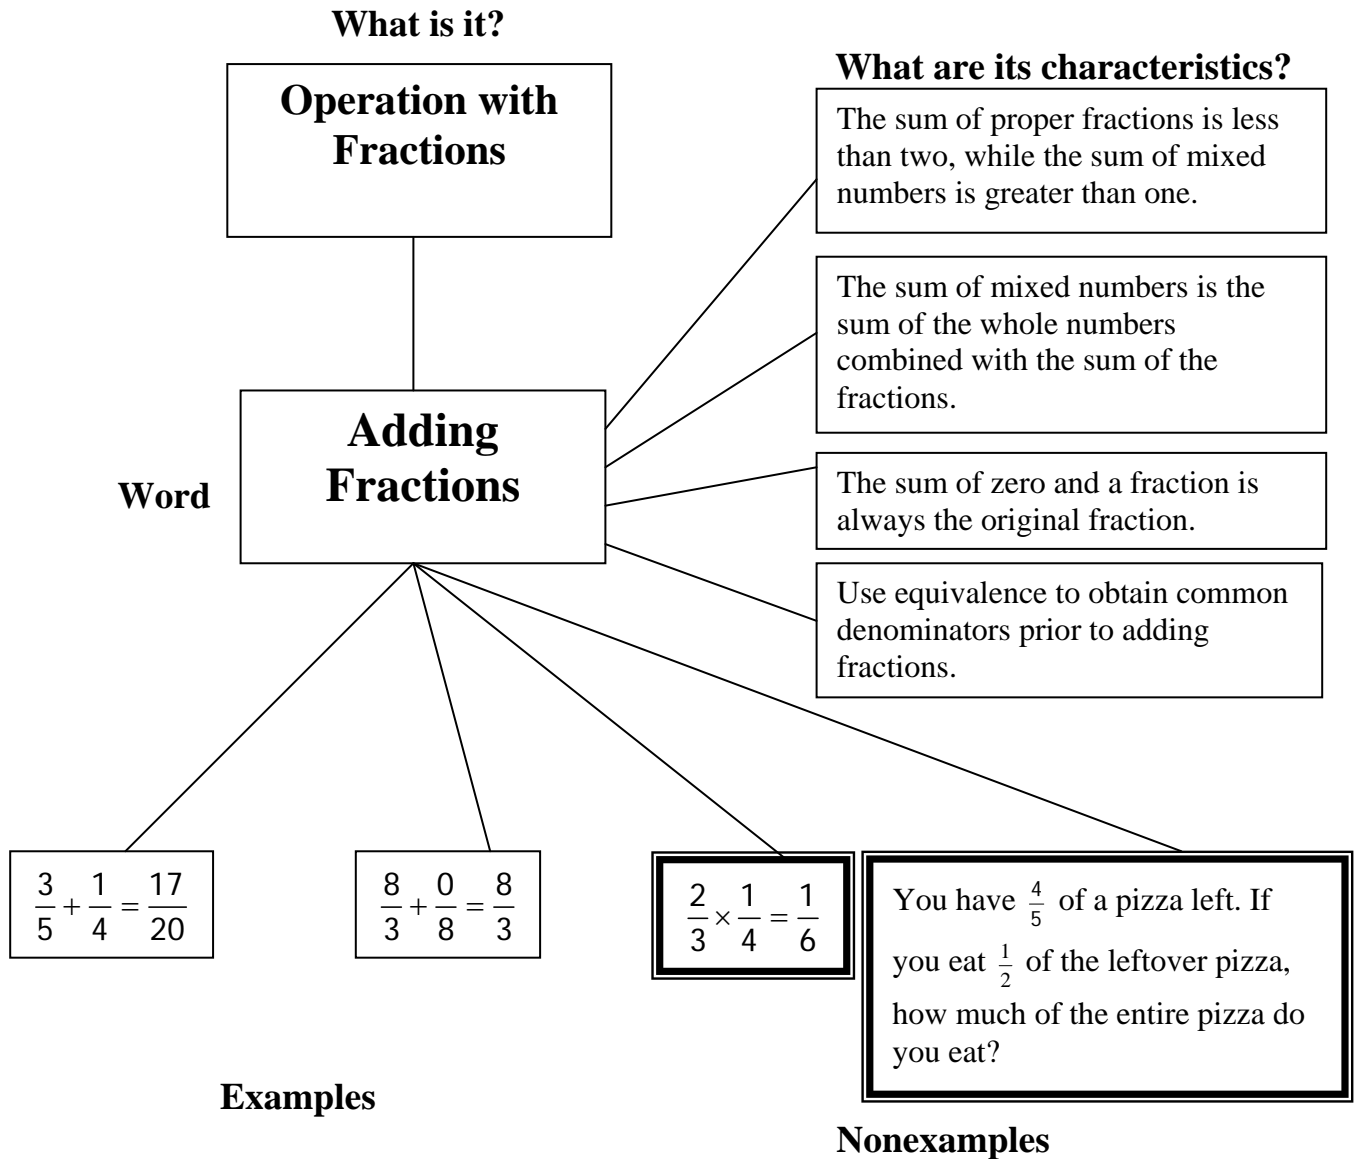 What is it?
Operation with
Fractions
What are its characteristics?
The sum of proper fractions is less
than two, while the sum of mixed
numbers is greater than one.
The sum of mixed numbers is the
sum of the whole numbers
combined with the sum of the
fractions.
Word
Adding
Fractions
The sum of zero and a fraction is
always the original fraction.
Use equivalence to obtain common
denominators prior to adding
fractions.
3/5 + 1/4 = 17/20
8/3 + 0/8 = 8/3
2/3 × 1/4 = 1/6
You have 4/5 of a pizza left. If
you eat 1/2 of the leftover pizza,
how much of the entire pizza do
you eat?
Examples
Nonexamples